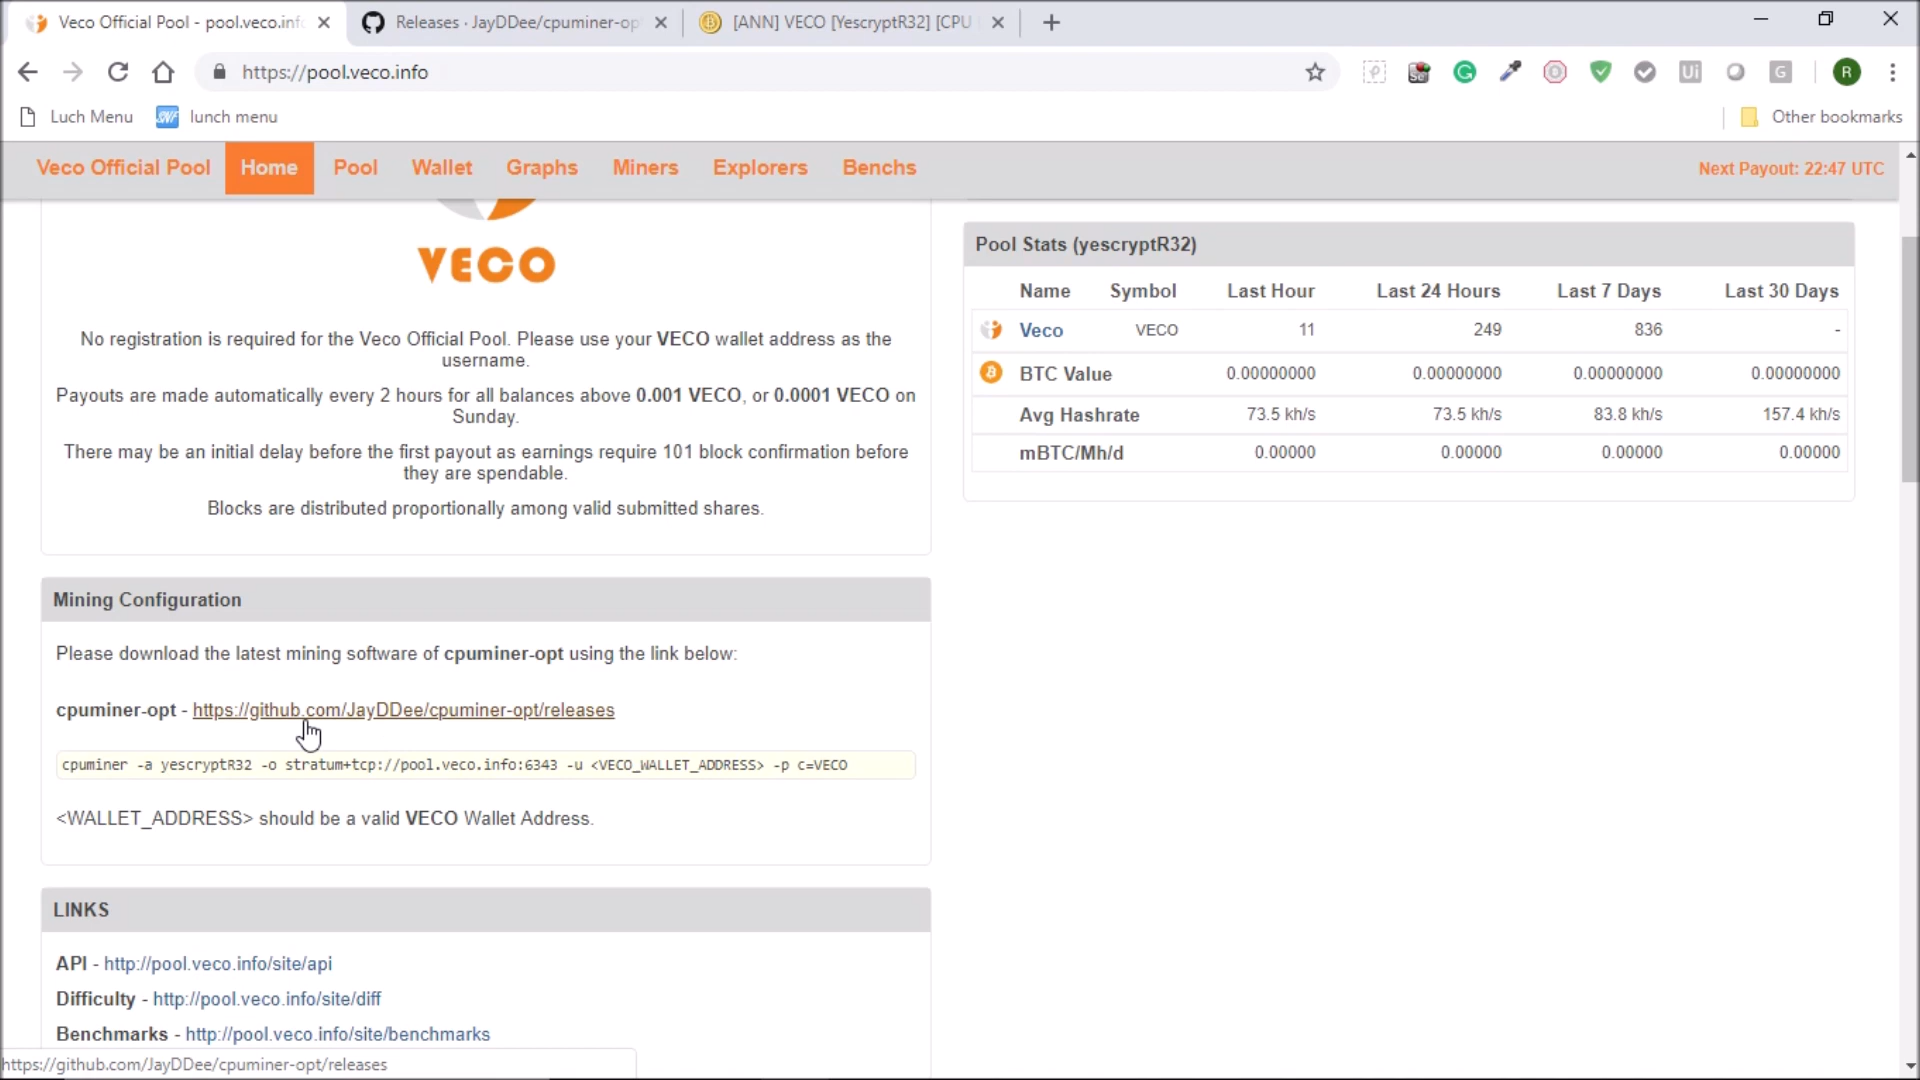 Veco Official Pool - pool.veco.info
Releases · JayDDee/cpuminer-op
[ANN] VECO [YescryptR32] [CPU
https://pool.veco.info
R
Luch Menu
lunch menu
Other bookmarks
Veco Official Pool
Home
Pool
Wallet
Graphs
Miners
Explorers
Benchs
Next Payout: 22:47 UTC
VECO
No registration is required for the Veco Official Pool. Please use your VECO wallet address as the
username.
Payouts are made automatically every 2 hours for all balances above 0.001 VECO, or 0.0001 VECO on
Sunday.
There may be an initial delay before the first payout as earnings require 101 block confirmation before
they are spendable.
Blocks are distributed proportionally among valid submitted shares.
Pool Stats (yescryptR32)
Name Symbol Last Hour Last 24 Hours Last 7 Days Last 30 Days
Veco VECO 11 249 836 -
BTC Value 0.00000000 0.00000000 0.00000000 0.00000000
Avg Hashrate 73.5 kh/s 73.5 kh/s 83.8 kh/s 157.4 kh/s
mBTC/Mh/d 0.00000 0.00000 0.00000 0.00000
Mining Configuration
Please download the latest mining software of cpuminer-opt using the link below:
cpuminer-opt - https://github.com/JayDDee/cpuminer-opt/releases
cpuminer -a yescryptR32 -o stratum+tcp://pool.veco.info:6343 -u <VECO_WALLET_ADDRESS> -p c=VECO
<WALLET_ADDRESS> should be a valid VECO Wallet Address.
LINKS
API - http://pool.veco.info/site/api
Difficulty - http://pool.veco.info/site/diff
Benchmarks - http://pool.veco.info/site/benchmarks
https://github.com/JayDDee/cpuminer-opt/releases